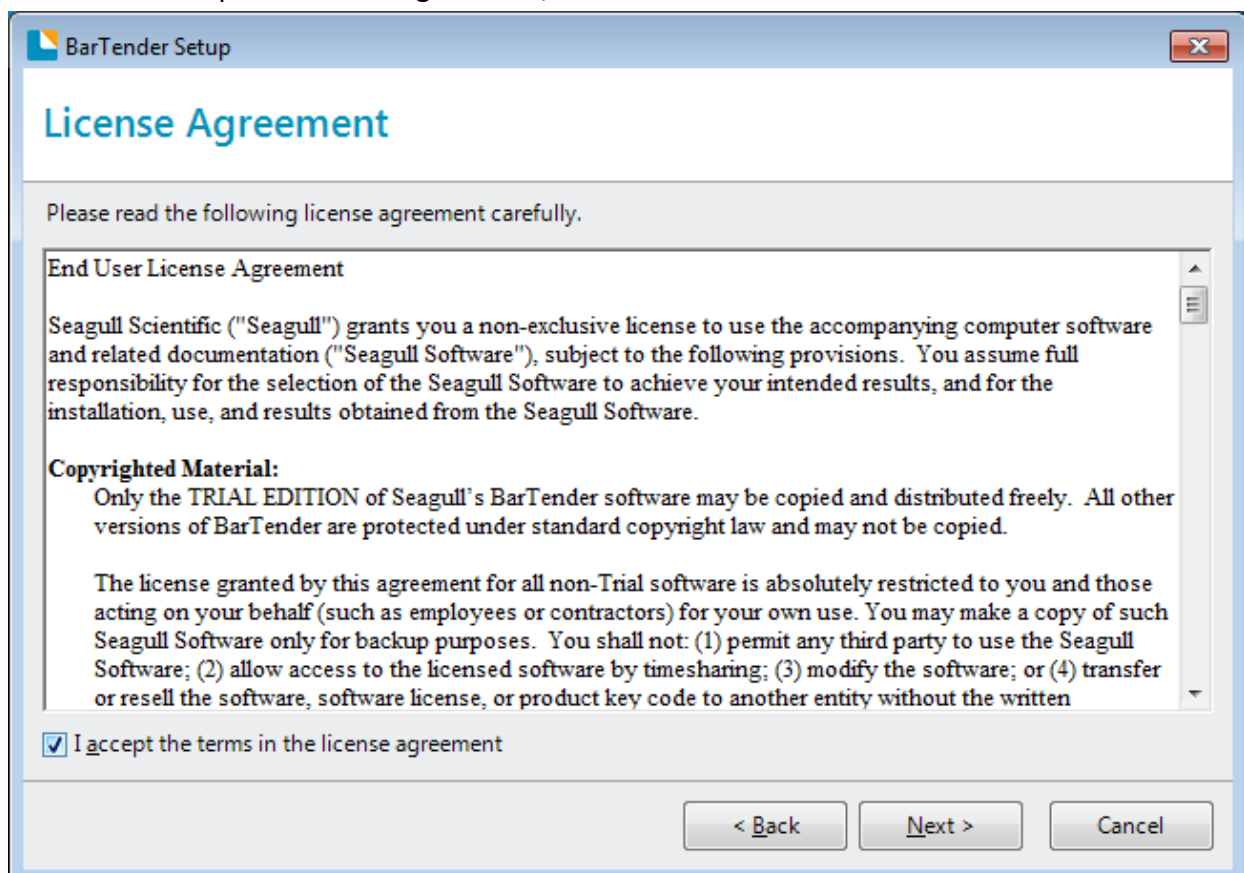 BarTender Setup
License Agreement
Please read the following license agreement carefully.
End User License Agreement
Seagull Scientific ("Seagull") grants you a non-exclusive license to use the accompanying computer software
and related documentation ("Seagull Software"), subject to the following provisions.  You assume full
responsibility for the selection of the Seagull Software to achieve your intended results, and for the
installation, use, and results obtained from the Seagull Software.
Copyrighted Material:
Only the TRIAL EDITION of Seagull's BarTender software may be copied and distributed freely.  All other
versions of BarTender are protected under standard copyright law and may not be copied.
The license granted by this agreement for all non-Trial software is absolutely restricted to you and those
acting on your behalf (such as employees or contractors) for your own use. You may make a copy of such
Seagull Software only for backup purposes.  You shall not: (1) permit any third party to use the Seagull
Software; (2) allow access to the licensed software by timesharing; (3) modify the software; or (4) transfer
or resell the software, software license, or product key code to another entity without the written
I accept the terms in the license agreement
< Back
Next >
Cancel